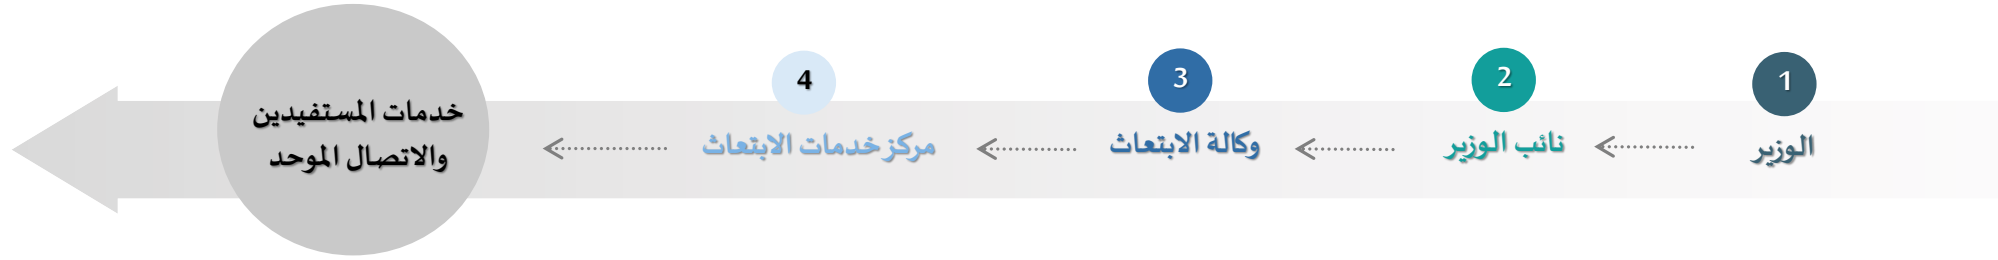 1
الوزير
2
نائب الوزير
3
وكالة الابتعاث
4
مركز خدمات الابتعاث
خدمات المستفيدين
والاتصال الموحد